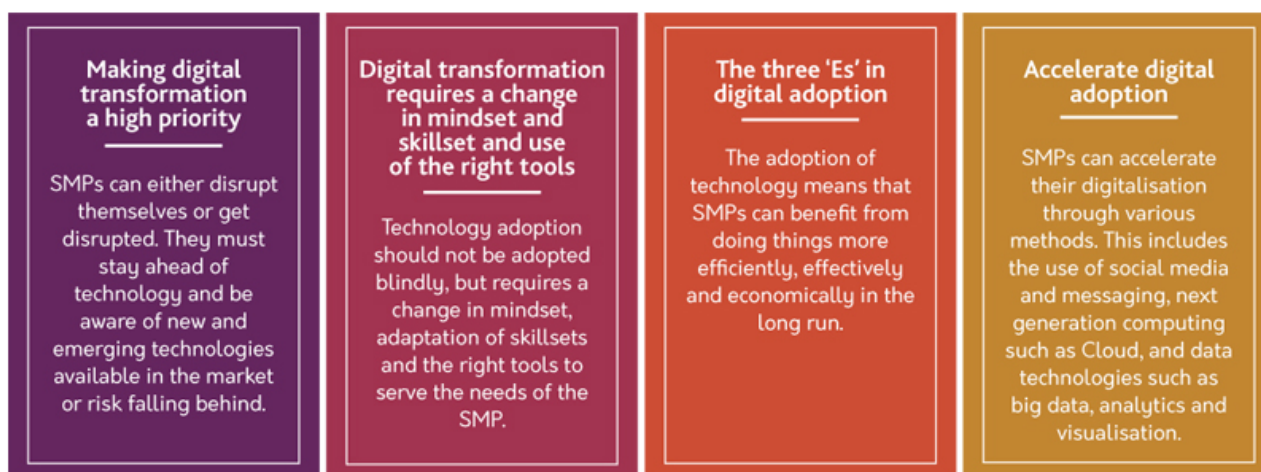 Making digital
transformation
a high priority
SMPs can either disrupt
themselves or get
disrupted. They must
stay ahead of
technology and be
aware of new and
emerging technologies
available in the market
or risk falling behind.
Digital transformation
requires a change
in mindset and
skillset and use
of the right tools
Technology adoption
should not be adopted
blindly, but requires a
change in mindset,
adaptation of skillsets
and the right tools to
serve the needs of the
SMP.
The three ‘Es’ in
digital adoption
The adoption of
technology means that
SMPs can benefit from
doing things more
efficiently, effectively
and economically in the
long run.
Accelerate digital
adoption
SMPs can accelerate
their digitalisation
through various
methods. This includes
the use of social media
and messaging, next
generation computing
such as Cloud, and data
technologies such as
big data, analytics and
visualisation.